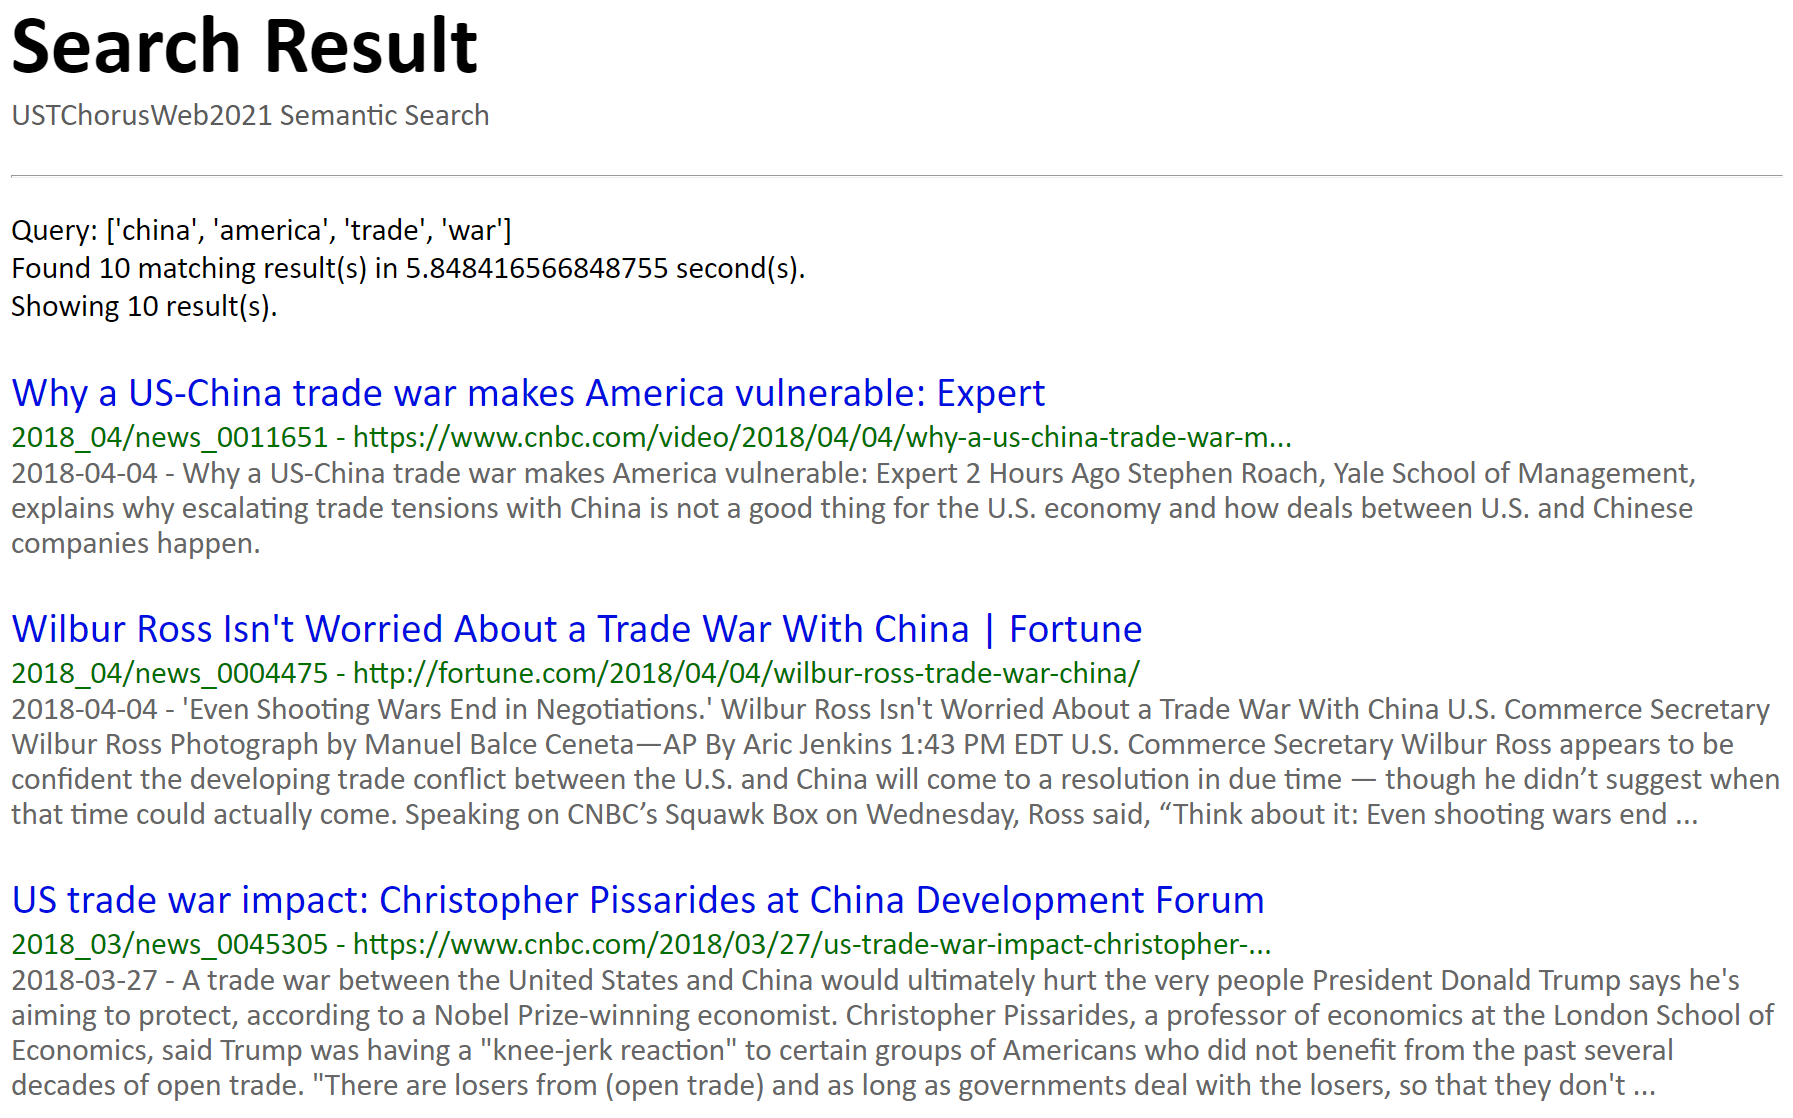 Search Result
USTChorusWeb2021 Semantic Search
Query: ['china', 'america', 'trade', 'war']
Found 10 matching result(s) in 5.848416566848755 second(s).
Showing 10 result(s).
Why a US-China trade war makes America vulnerable: Expert
2018_04/news_0011651 - https://www.cnbc.com/video/2018/04/04/why-a-us-china-trade-war-m...
2018-04-04 - Why a US-China trade war makes America vulnerable: Expert 2 Hours Ago Stephen Roach, Yale School of Management,
explains why escalating trade tensions with China is not a good thing for the U.S. economy and how deals between U.S. and Chinese
companies happen.
Wilbur Ross Isn't Worried About a Trade War With China | Fortune
2018_04/news_0004475 - http://fortune.com/2018/04/04/wilbur-ross-trade-war-china/
2018-04-04 - 'Even Shooting Wars End in Negotiations.' Wilbur Ross Isn't Worried About a Trade War With China U.S. Commerce Secretary
Wilbur Ross Photograph by Manuel Balce Ceneta—AP By Aric Jenkins 1:43 PM EDT U.S. Commerce Secretary Wilbur Ross appears to be
confident the developing trade conflict between the U.S. and China will come to a resolution in due time — though he didn’t suggest when
that time could actually come. Speaking on CNBC’s Squawk Box on Wednesday, Ross said, “Think about it: Even shooting wars end ...
US trade war impact: Christopher Pissarides at China Development Forum
2018_03/news_0045305 - https://www.cnbc.com/2018/03/27/us-trade-war-impact-christopher-...
2018-03-27 - A trade war between the United States and China would ultimately hurt the very people President Donald Trump says he's
aiming to protect, according to a Nobel Prize-winning economist. Christopher Pissarides, a professor of economics at the London School of
Economics, said Trump was having a "knee-jerk reaction" to certain groups of Americans who did not benefit from the past several
decades of open trade. "There are losers from (open trade) and as long as governments deal with the losers, so that they don't ...